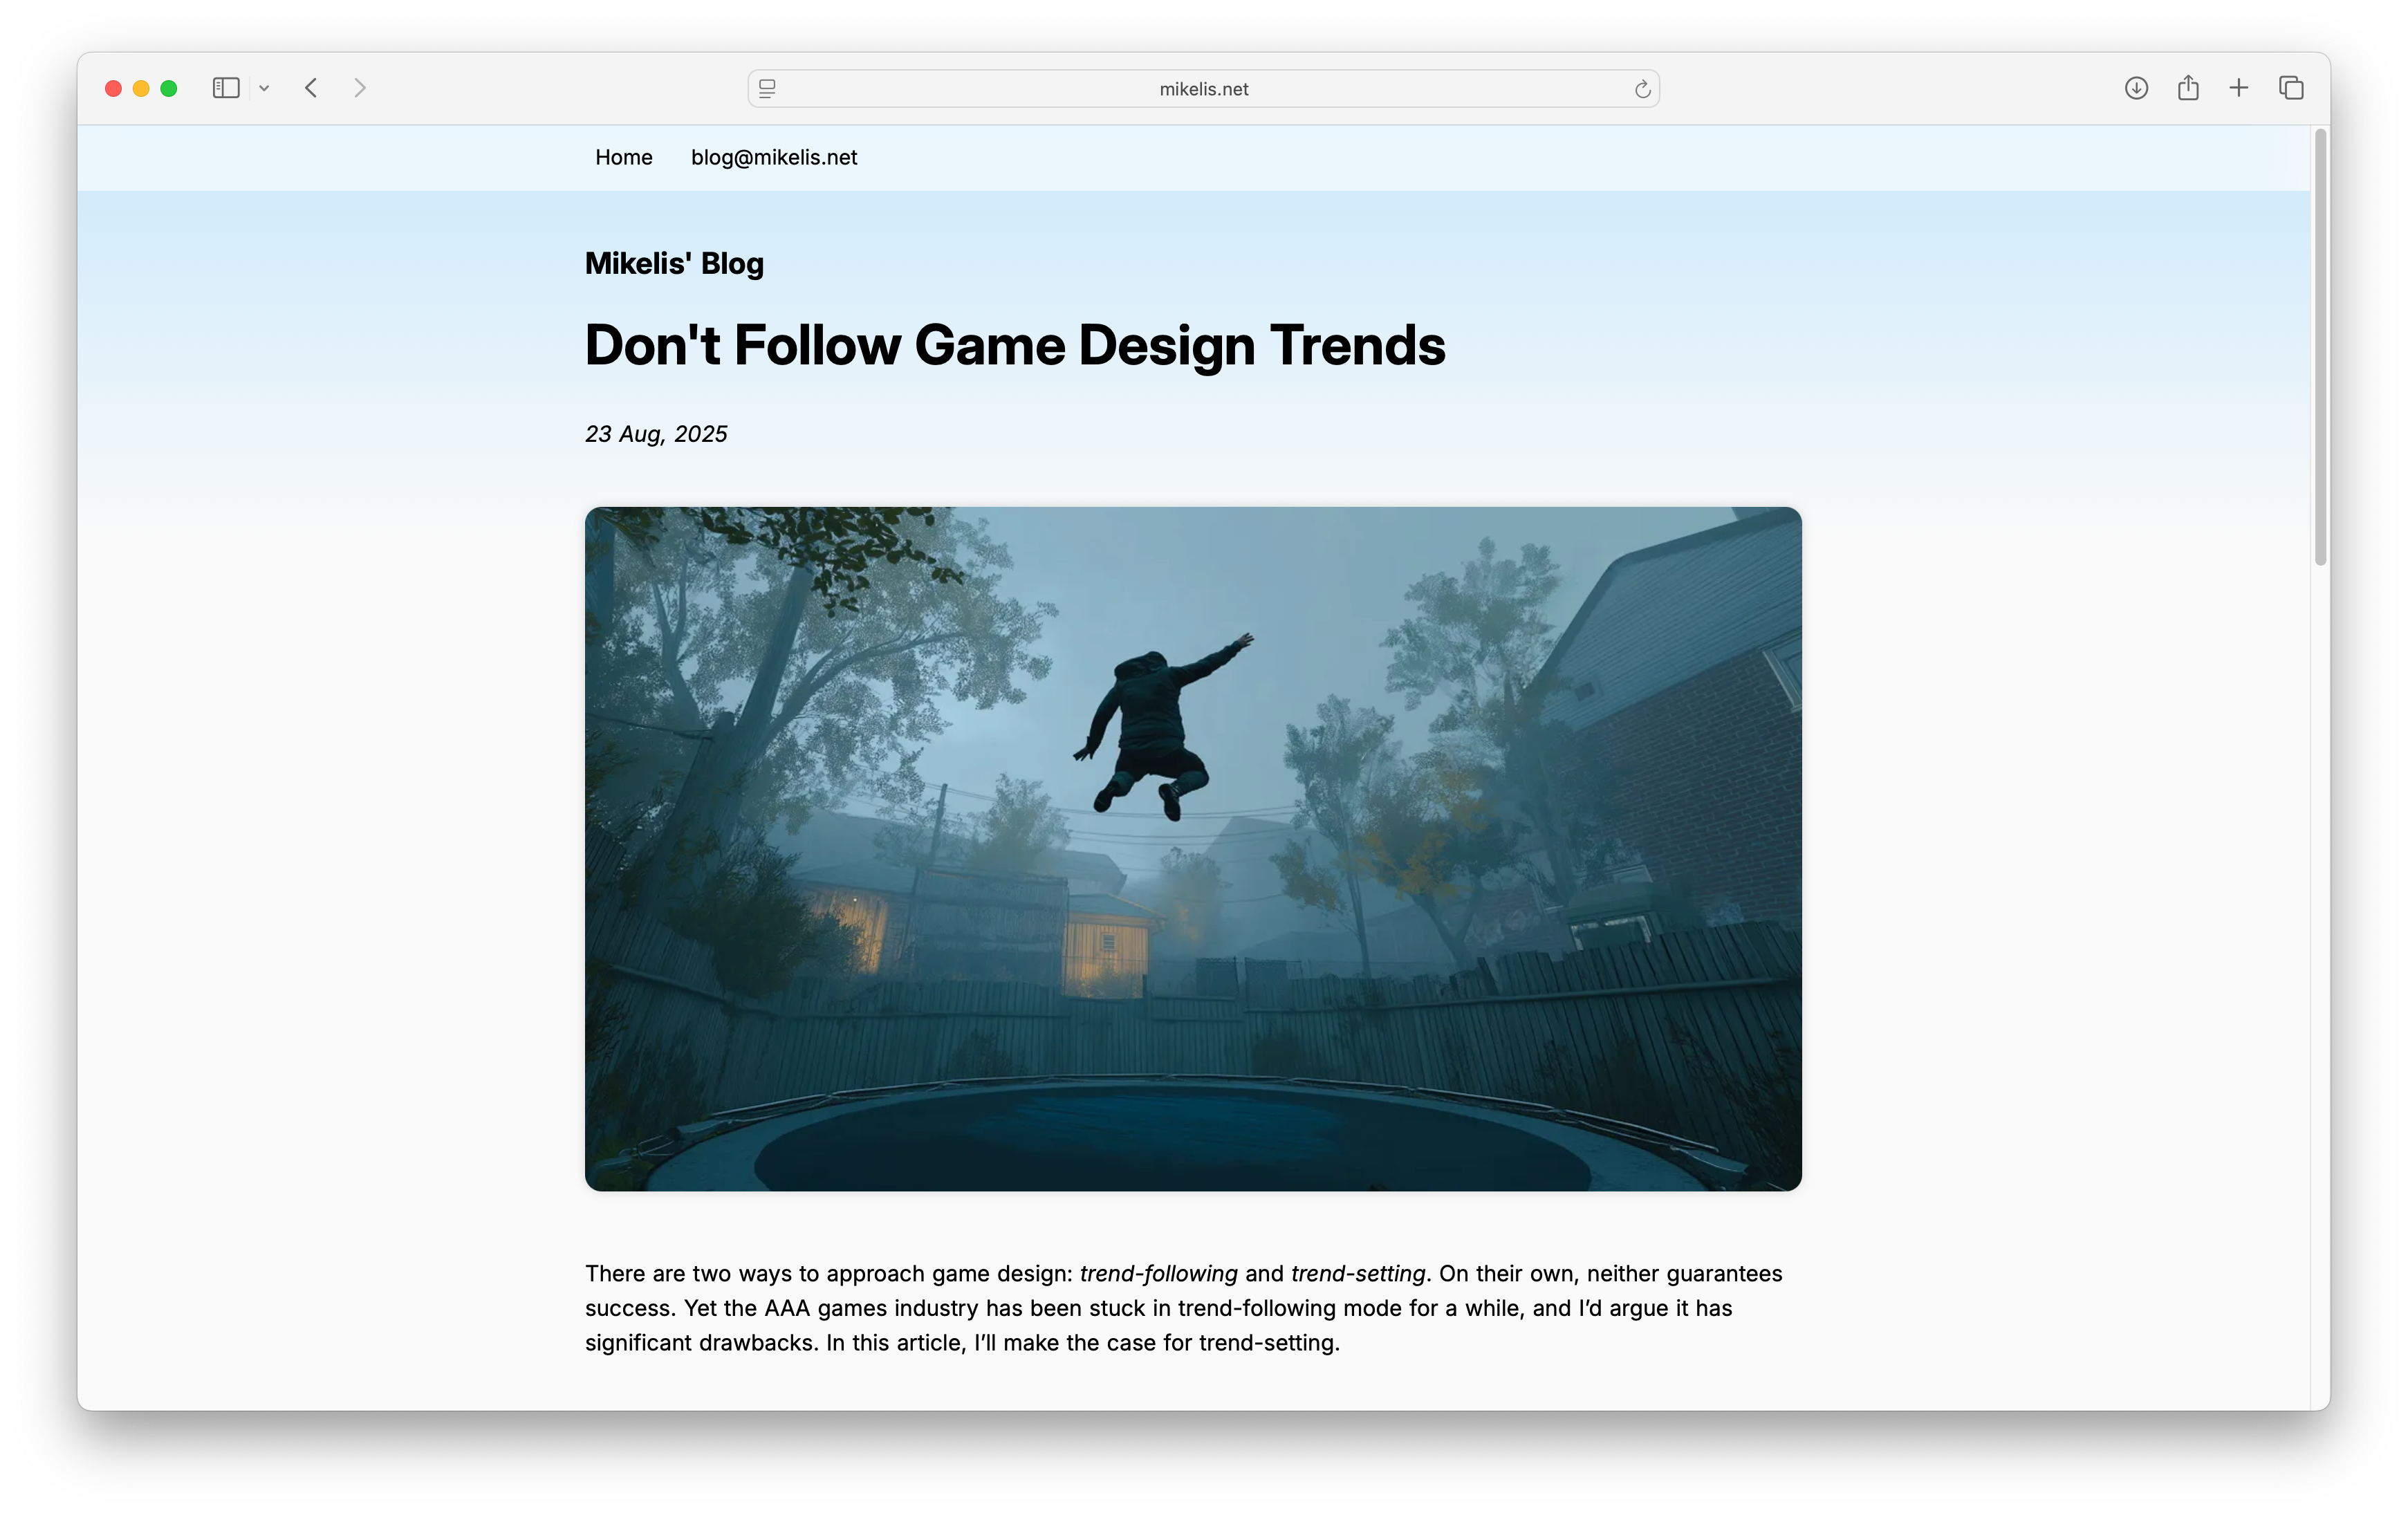 mikelis.net
Home blog@mikelis.net
Mikelis' Blog
Don't Follow Game Design Trends
23 Aug, 2025
There are two ways to approach game design: trend-following and trend-setting. On their own, neither guarantees
success. Yet the AAA games industry has been stuck in trend-following mode for a while, and I’d argue it has
significant drawbacks. In this article, I’ll make the case for trend-setting.